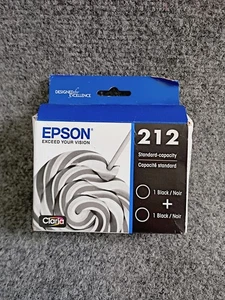 DESIGNED for
EXCELLENCE
EPSON
EXCEED YOUR VISION
212
Standard-capacity
Capacité standard
1 Black / Noir
+
1 Black / Noir
Claria